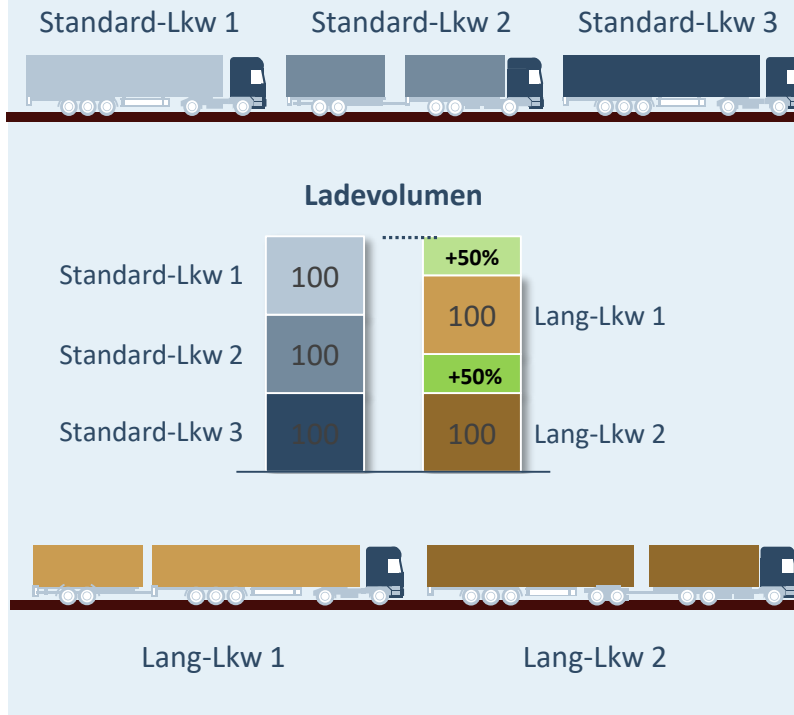 Standard-Lkw 1 Standard-Lkw 2 Standard-Lkw 3
Ladevolumen
Standard-Lkw 1 100 +50%
100 Lang-Lkw 1
Standard-Lkw 2 100 +50%
Standard-Lkw 3 100 100 Lang-Lkw 2
Lang-Lkw 1 Lang-Lkw 2